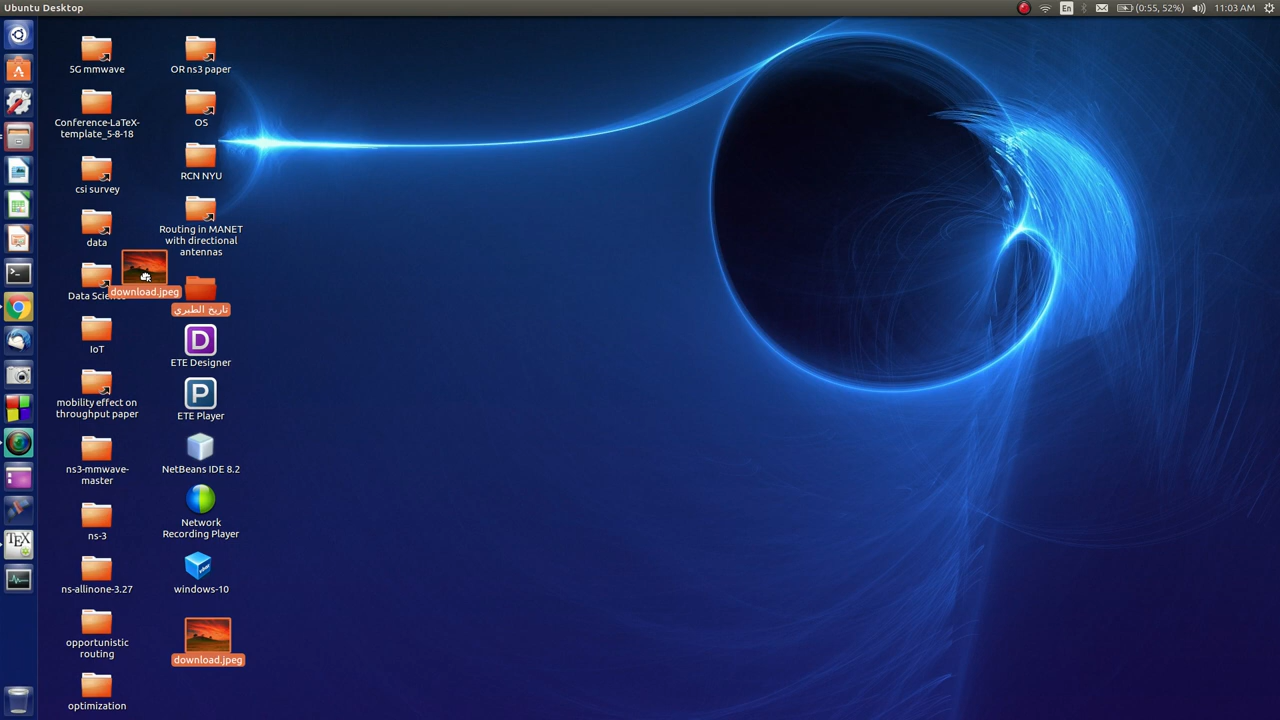 Ubuntu Desktop
En
(0:55, 52%)
11:03 AM
5G mmwave
Conference-LaTeX-
template_5-8-18
csi survey
data
Data Scien
IoT
mobility effect on
throughput paper
ns3-mmwave-
master
ns-3
ns-allinone-3.27
opportunistic
routing
optimization
download.jpeg
OR ns3 paper
OS
RCN NYU
Routing in MANET
with directional
antennas
تاريخ الطبري
D
ETE Designer
P
ETE Player
NetBeans IDE 8.2
Network
Recording Player
windows-10
download.jpeg
TEX